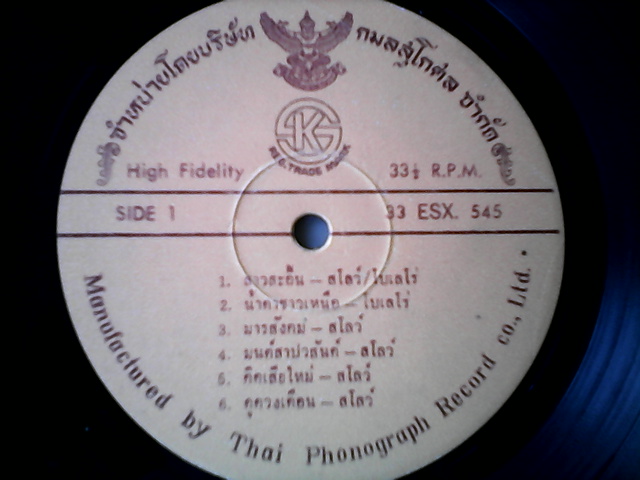 จำหน่ายโดยบริษัท กมลสุโกศล จำกัด
KS
REG. TRADE MARK
High Fidelity 33⅓ R.P.M.
SIDE 1 33 ESX. 545
1. สาวสะอื้น – สโลว์/โบเลโร่
2. น้ำตาชาวเหนือ – โบเลโร่
3. มารสังคม – สโลว์
4. มนต์สาปสวันต์ – สโลว์
5. คิดเสียใหม่ – สโลว์
6. ดูดวงเดือน – สโลว์
Manufactured by Thai Phonograph Record co., Ltd.